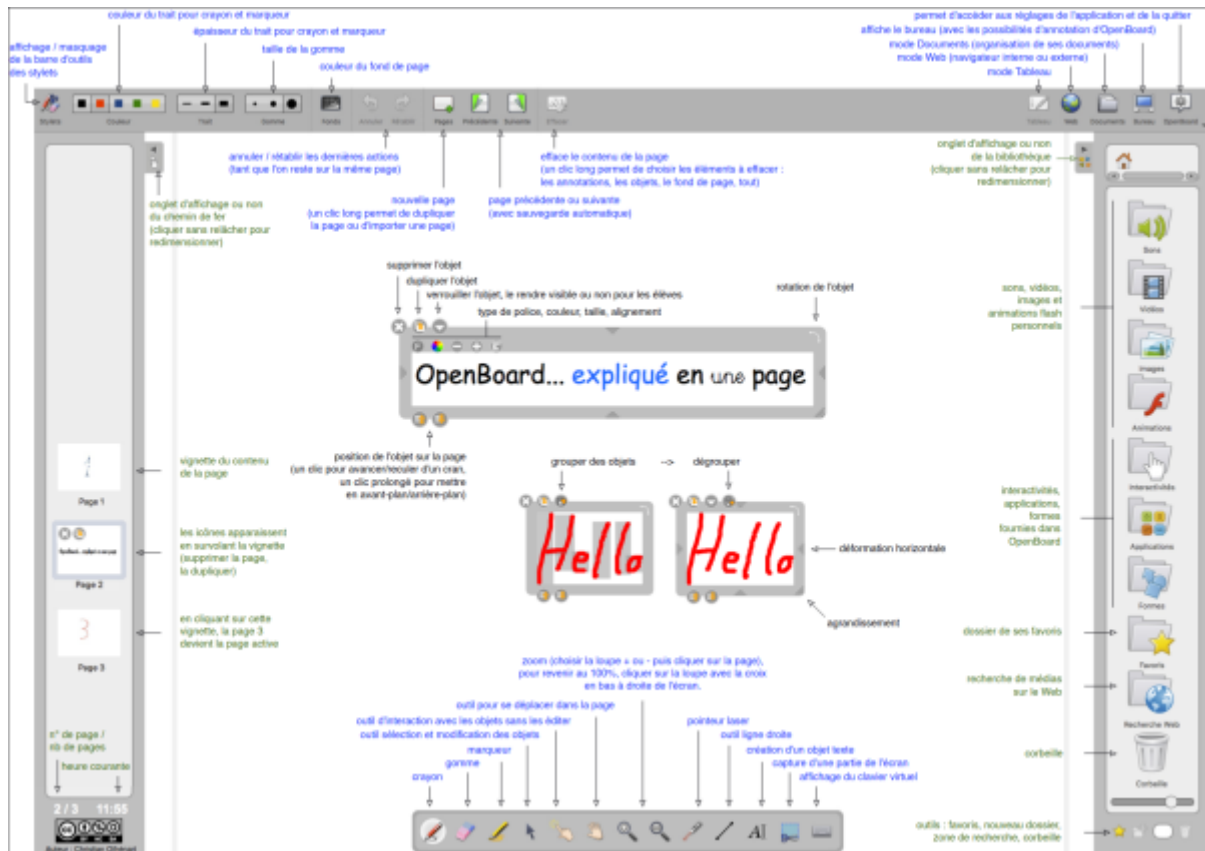 couleur du trait pour crayon et marqueur
épaisseur du trait pour crayon et marqueur
taille de la gomme
couleur du fond de page
affichage / masquage
de la barre d'outils
des stylets
permet d'accéder aux réglages de l'application et de la quitter
affiche le bureau (avec les possibilités d'annotation d'OpenBoard)
mode Documents (organisation de ses documents)
mode Web (navigateur interne ou externe)
mode Tableau
Stylets
Couleur
Trait
Gomme
Fonds
Annuler
Rétablir
Pages
Précédente
Suivante
Effacer
Tableau
Web
Documents
Bureau
OpenBoard
annuler / rétablir les dernières actions
(tant que l'on reste sur la même page)
efface le contenu de la page
(un clic long permet de choisir les éléments à effacer :
les annotations, les objets, le fond de page, tout)
nouvelle page
(un clic long permet de dupliquer
la page ou d'importer une page)
page précédente ou suivante
(avec sauvegarde automatique)
onglet d'affichage ou non
du chemin de fer
(cliquer sans relâcher pour
redimensionner)
onglet d'affichage ou non
de la bibliothèque
(cliquer sans relâcher pour
redimensionner)
supprimer l'objet
dupliquer l'objet
verrouiller l'objet, le rendre visible ou non pour les élèves
type de police, couleur, taille, alignement
rotation de l'objet
OpenBoard... expliqué en une page
position de l'objet sur la page
(un clic pour avancer/reculer d'un cran,
un clic prolongé pour mettre
en avant-plan/arrière-plan)
grouper des objets -> dégrouper
Hello
Hello
déformation horizontale
agrandissement
vignette du contenu
de la page
Page 1
les icônes apparaissent
en survolant la vignette
(supprimer la page,
la dupliquer)
Page 2
3
en cliquant sur cette
vignette, la page 3
devient la page active
Page 3
n° de page /
nb de pages
heure courante
2 / 3 11:55
Auteur : Christian Othénard
sons, vidéos,
images et
animations flash
personnels
Sons
Vidéos
Images
Animations
interactivités,
applications,
formes
fournies dans
OpenBoard
Interactivités
Applications
Formes
dossier de ses favoris
Favoris
recherche de médias
sur le Web
Recherche Web
corbeille
Corbeille
outils : favoris, nouveau dossier,
zone de recherche, corbeille
zoom (choisir la loupe + ou - puis cliquer sur la page),
pour revenir au 100%, cliquer sur la loupe avec la croix
en bas à droite de l'écran.
outil pour se déplacer dans la page
outil d'interaction avec les objets sans les éditer
outil sélection et modification des objets
marqueur
gomme
crayon
pointeur laser
outil ligne droite
création d'un objet texte
capture d'une partie de l'écran
affichage du clavier virtuel
AI